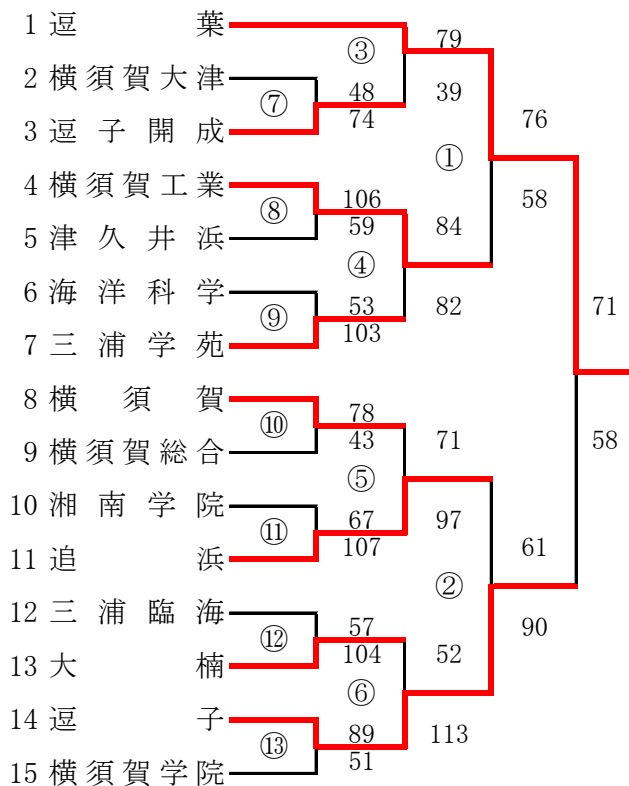 1 逗葉
③
79
2 横須賀大津
⑦
48
39
3 逗子開成
74
76
①
4 横須賀工業
⑧
106
58
5 津久井浜
59
84
④
6 海洋科学
⑨
53
82
71
7 三浦学苑
103
8 横須賀
⑩
78
9 横須賀総合
43
71
58
⑤
10 湘南学院
⑪
67
97
11 追浜
107
61
②
12 三浦臨海
⑫
57
90
13 大楠
104
52
⑥
14 逗子
⑬
89
113
15 横須賀学院
51